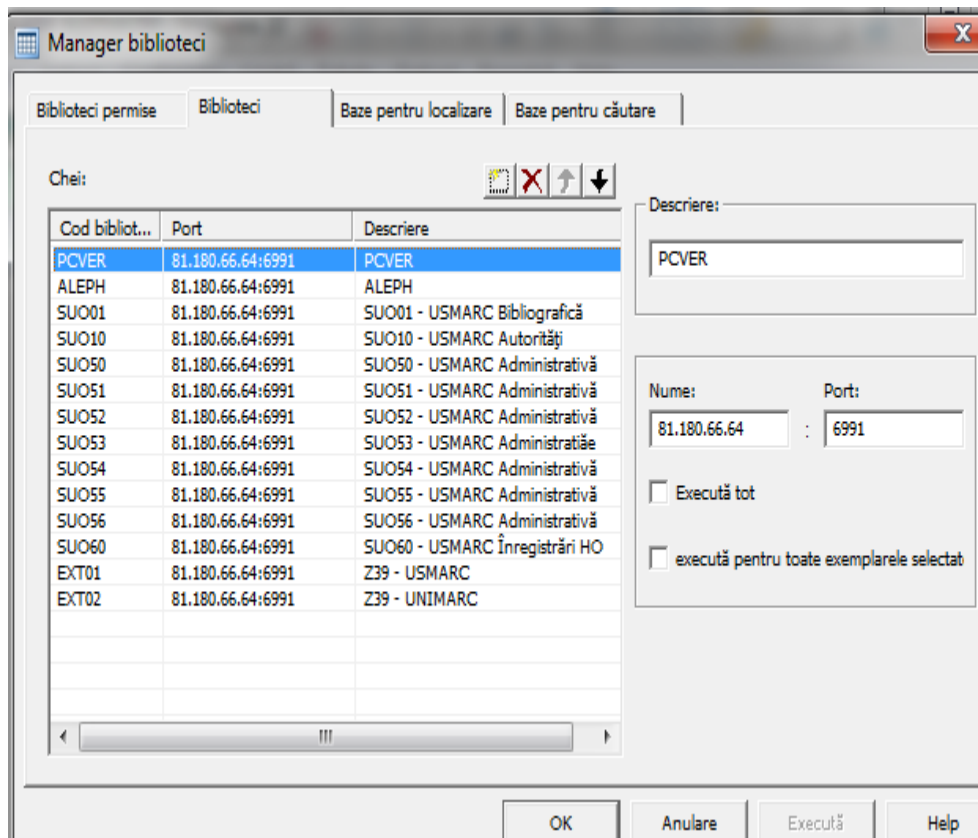 Manager biblioteci
X
Biblioteci permise Biblioteci Baze pentru localizare Baze pentru căutare
Chei:
Cod bibliot... Port Descriere
PCVER 81.180.66.64:6991 PCVER
ALEPH 81.180.66.64:6991 ALEPH
SUO01 81.180.66.64:6991 SUO01 - USMARC Bibliografică
SUO10 81.180.66.64:6991 SUO10 - USMARC Autorităţi
SUO50 81.180.66.64:6991 SUO50 - USMARC Administrativă
SUO51 81.180.66.64:6991 SUO51 - USMARC Administrativă
SUO52 81.180.66.64:6991 SUO52 - USMARC Administrativă
SUO53 81.180.66.64:6991 SUO53 - USMARC Administratiăe
SUO54 81.180.66.64:6991 SUO54 - USMARC Administrativă
SUO55 81.180.66.64:6991 SUO55 - USMARC Administrativă
SUO56 81.180.66.64:6991 SUO56 - USMARC Administrativă
SUO60 81.180.66.64:6991 SUO60 - USMARC Înregistrări HO
EXT01 81.180.66.64:6991 Z39 - USMARC
EXT02 81.180.66.64:6991 Z39 - UNIMARC
Descriere:
PCVER
Nume: Port:
81.180.66.64 : 6991
Execută tot
execută pentru toate exemplarele selectat
OK Anulare Execută Help